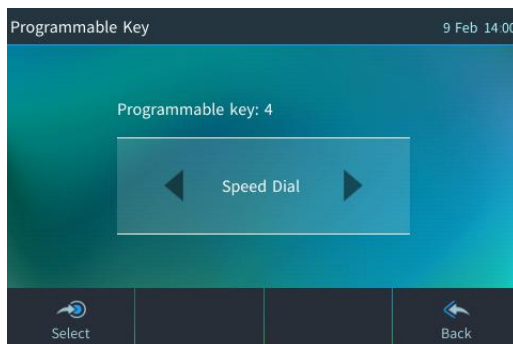 Programmable Key 9 Feb 14:00
Programmable key: 4
Speed Dial
Select Back